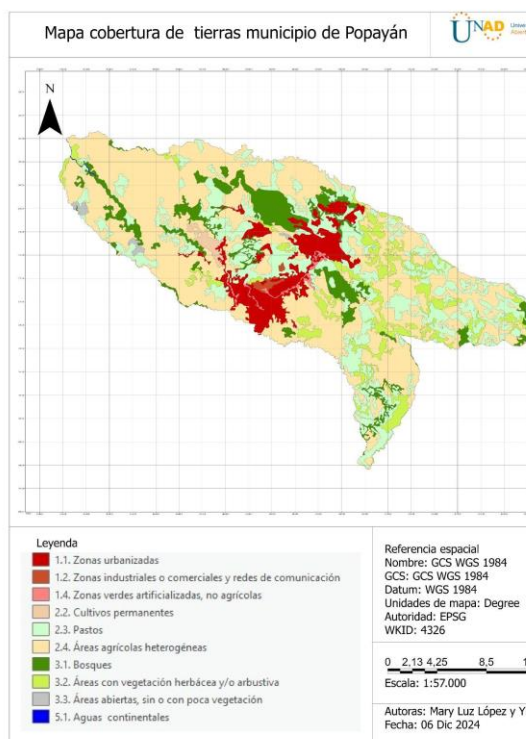 Mapa cobertura de tierras municipio de Popayán
UNAD
N
Leyenda
1.1. Zonas urbanizadas
1.2. Zonas industriales o comerciales y redes de comunicación
1.4. Zonas verdes artificializadas, no agrícolas
2.2. Cultivos permanentes
2.3. Pastos
2.4. Áreas agrícolas heterogéneas
3.1. Bosques
3.2. Áreas con vegetación herbácea y/o arbustiva
3.3. Áreas abiertas, sin o con poca vegetación
5.1. Aguas continentales
Referencia espacial
Nombre: GCS WGS 1984
GCS: GCS WGS 1984
Datum: WGS 1984
Unidades de mapa: Degree
Autoridad: EPSG
WKID: 4326
0 2,13 4,25 8,5
Escala: 1:57.000
Autoras: Mary Luz López y Y
Fecha: 06 Dic 2024